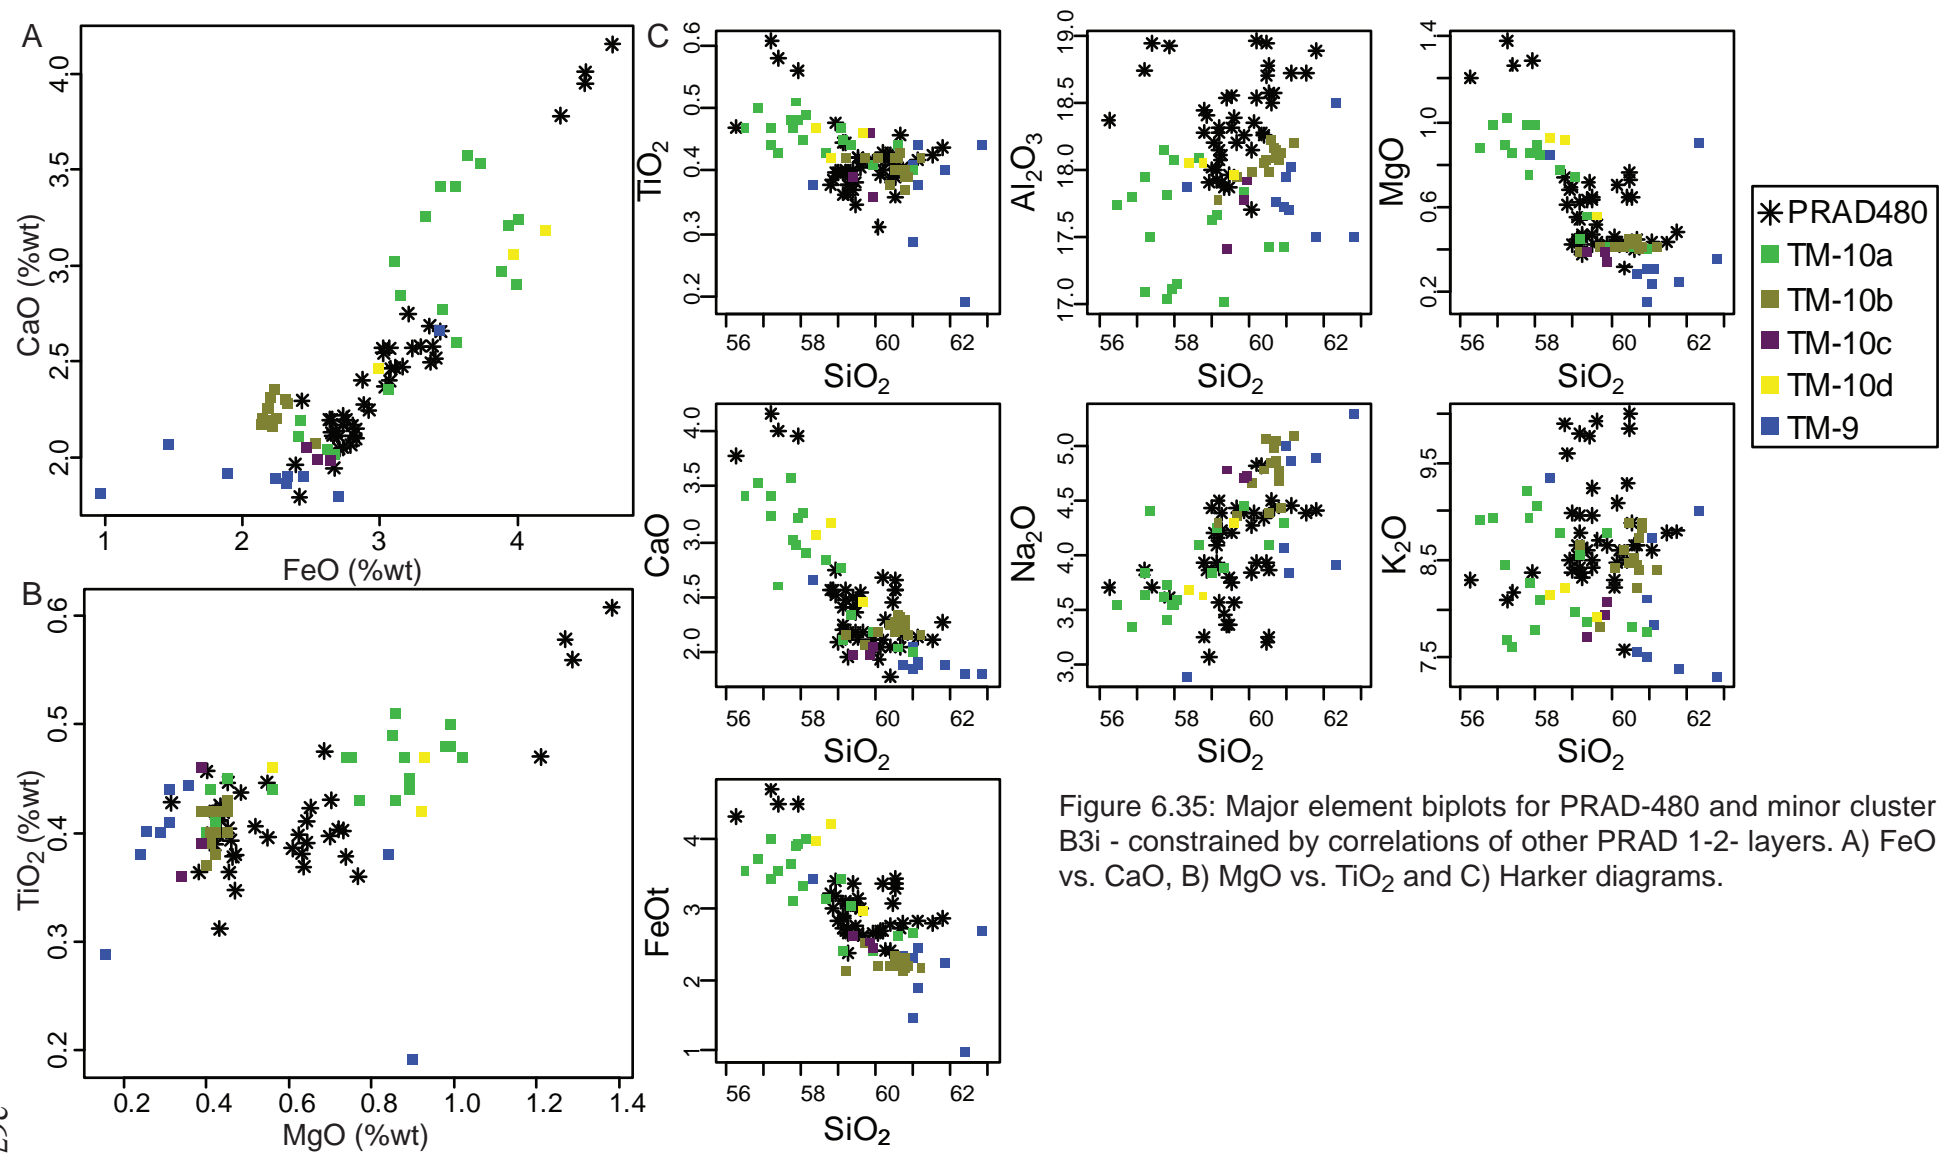 A
CaO (%wt)
4.0
3.5
3.0
2.5
2.0
1 2 3 4
FeO (%wt)
B
TiO2 (%wt)
0.6
0.5
0.4
0.3
0.2
0.2 0.4 0.6 0.8 1.0 1.2 1.4
MgO (%wt)
C
TiO2
0.6
0.5
0.4
0.3
0.2
56 58 60 62
SiO2
Al2O3
19.0
18.5
18.0
17.5
17.0
56 58 60 62
SiO2
MgO
1.4
1.0
0.6
0.2
56 58 60 62
SiO2
CaO
4.0
3.5
3.0
2.5
2.0
56 58 60 62
SiO2
Na2O
5.0
4.5
4.0
3.5
3.0
56 58 60 62
SiO2
K2O
9.5
8.5
7.5
56 58 60 62
SiO2
FeOt
4
3
2
1
56 58 60 62
SiO2
PRAD480
TM-10a
TM-10b
TM-10c
TM-10d
TM-9
Figure 6.35: Major element biplots for PRAD-480 and minor cluster
B3i - constrained by correlations of other PRAD 1-2- layers. A) FeO
vs. CaO, B) MgO vs. TiO2 and C) Harker diagrams.